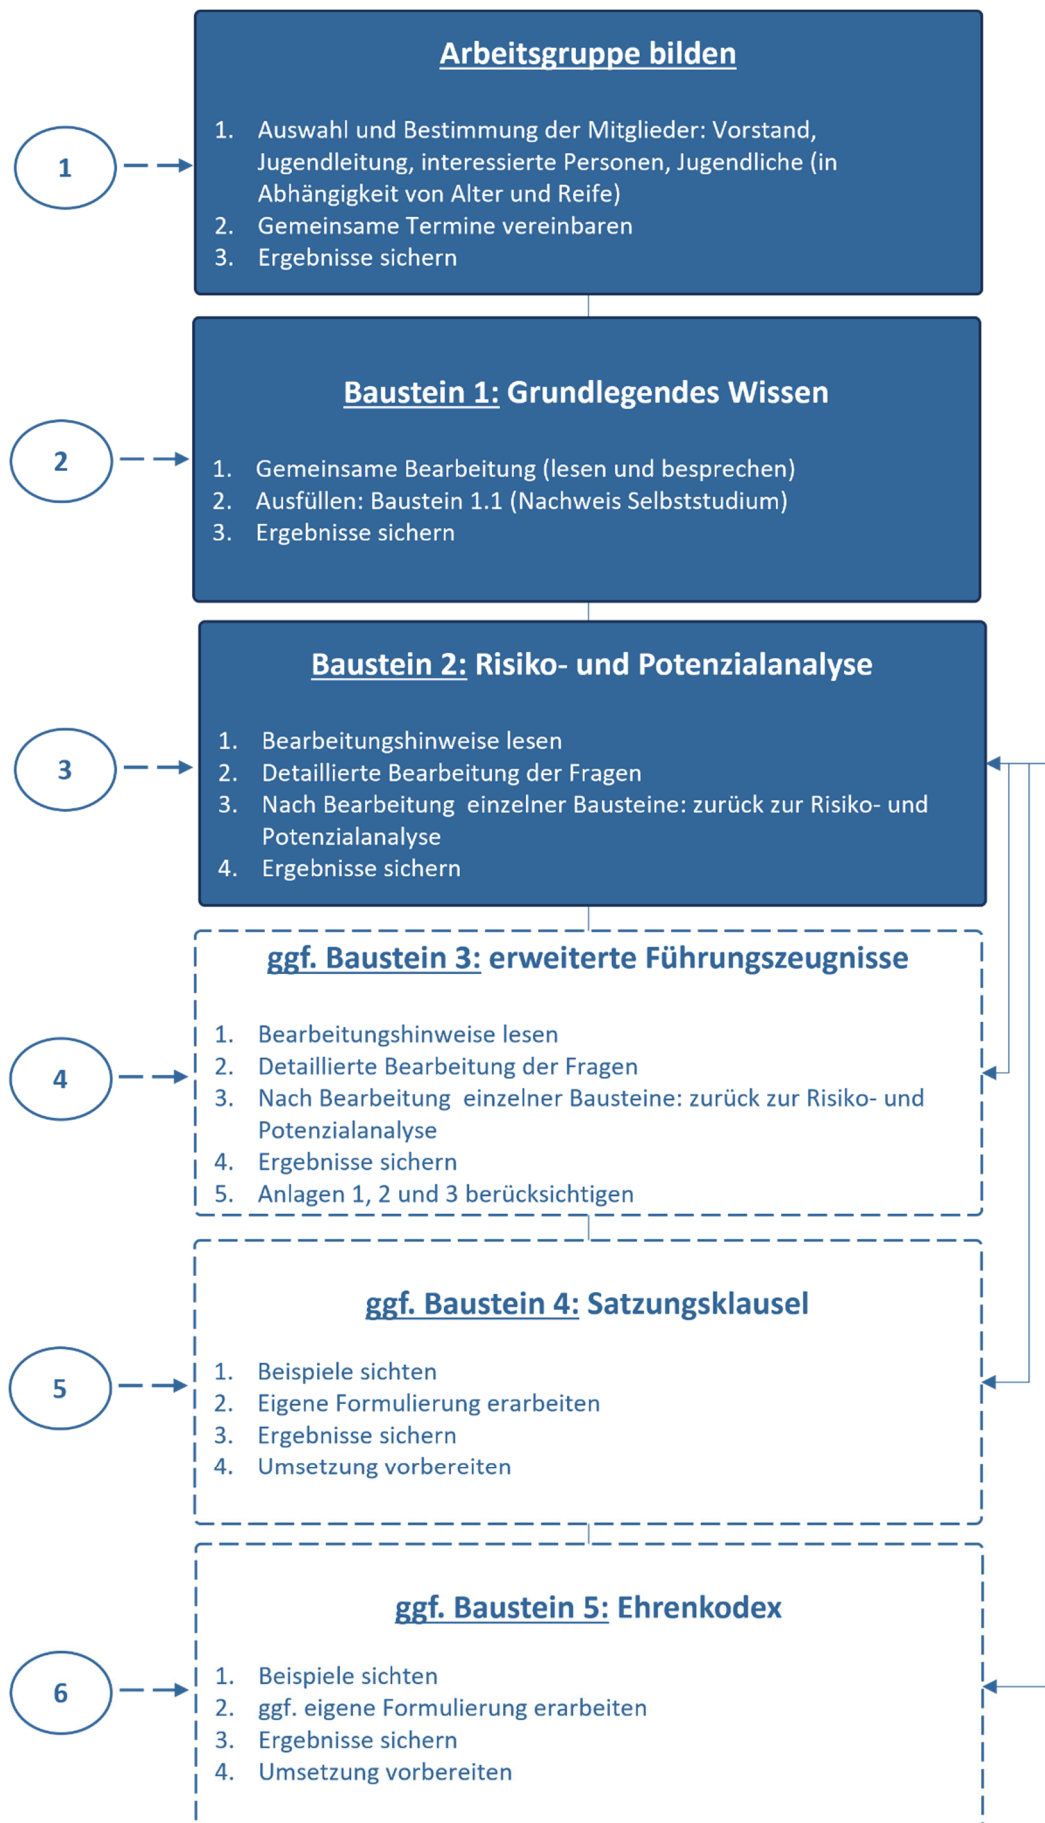 Arbeitsgruppe bilden
1
1. Auswahl und Bestimmung der Mitglieder: Vorstand,
Jugendleitung, interessierte Personen, Jugendliche (in
Abhängigkeit von Alter und Reife)
2. Gemeinsame Termine vereinbaren
3. Ergebnisse sichern
Baustein 1: Grundlegendes Wissen
2
1. Gemeinsame Bearbeitung (lesen und besprechen)
2. Ausfüllen: Baustein 1.1 (Nachweis Selbststudium)
3. Ergebnisse sichern
Baustein 2: Risiko- und Potenzialanalyse
3
1. Bearbeitungshinweise lesen
2. Detaillierte Bearbeitung der Fragen
3. Nach Bearbeitung einzelner Bausteine: zurück zur Risiko- und
Potenzialanalyse
4. Ergebnisse sichern
ggf. Baustein 3: erweiterte Führungszeugnisse
4
1. Bearbeitungshinweise lesen
2. Detaillierte Bearbeitung der Fragen
3. Nach Bearbeitung einzelner Bausteine: zurück zur Risiko- und
Potenzialanalyse
4. Ergebnisse sichern
5. Anlagen 1, 2 und 3 berücksichtigen
ggf. Baustein 4: Satzungsklausel
5
1. Beispiele sichten
2. Eigene Formulierung erarbeiten
3. Ergebnisse sichern
4. Umsetzung vorbereiten
ggf. Baustein 5: Ehrenkodex
6
1. Beispiele sichten
2. ggf. eigene Formulierung erarbeiten
3. Ergebnisse sichern
4. Umsetzung vorbereiten